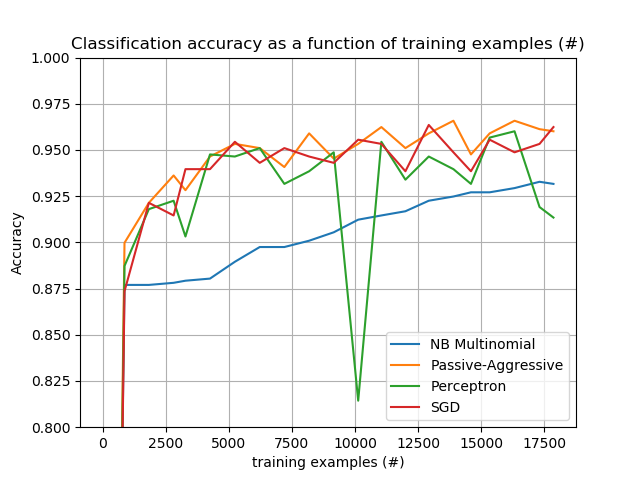 Classification accuracy as a function of training examples (#)
1.000
0.975
0.950
0.925
0.900
0.875
0.850
0.825
0.800
Accuracy
NB Multinomial
Passive-Aggressive
Perceptron
SGD
0 2500 5000 7500 10000 12500 15000 17500
training examples (#)